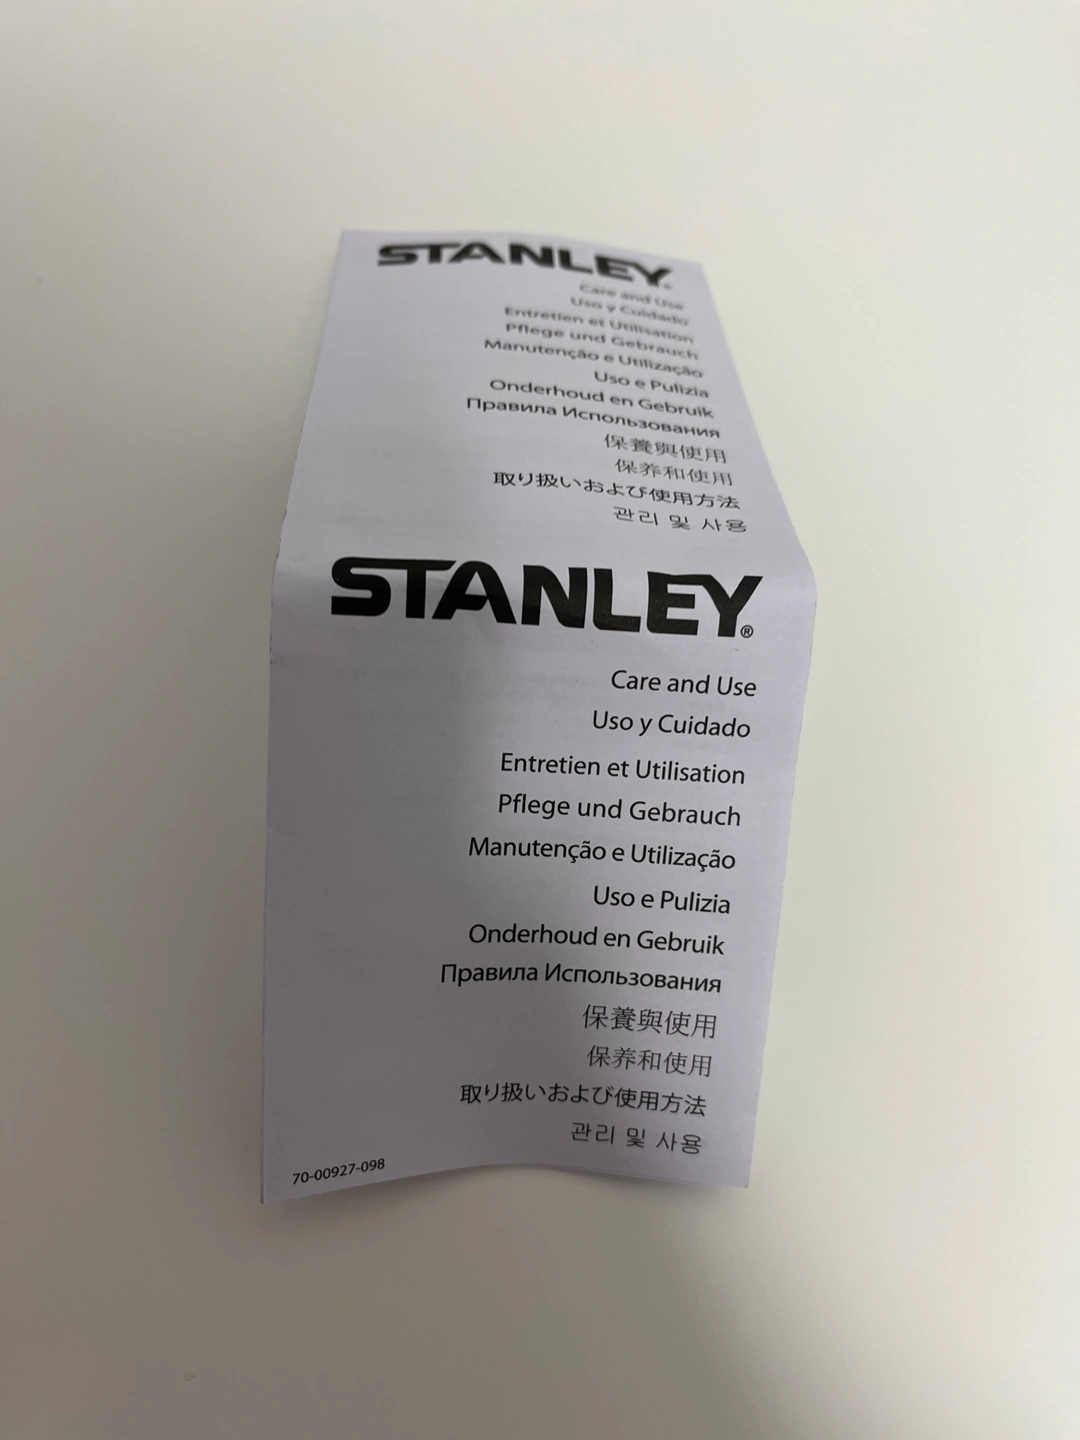 STANLEY
Care and Use
Uso y Cuidado
Entretien et Utilisation
Pflege und Gebrauch
Manutenção e Utilização
Uso e Pulizia
Onderhoud en Gebruik
Правила Использования
保養與使用
保养和使用
取り扱いおよび使用方法
관리 및 사용
STANLEY®
Care and Use
Uso y Cuidado
Entretien et Utilisation
Pflege und Gebrauch
Manutenção e Utilização
Uso e Pulizia
Onderhoud en Gebruik
Правила Использования
保養與使用
保养和使用
取り扱いおよび使用方法
관리 및 사용
70-00927-098